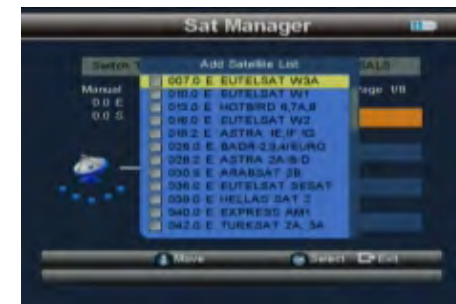 Sat Manager
Add Satellite List
Manual
0.0 E
0.0 S
007.0 E EUTELSAT W3A
010.0 E EUTELSAT W1
013.0 E HOTBIRD 6,7A,8
016.0 E EUTELSAT W2
019.2 E ASTRA 1E,1F,1G
026.0 E BADR-2,3,4/EURO
028.2 E ASTRA 2A/B/D
030.5 E ARABSAT 2B
036.0 E EUTELSAT SESAT
039.0 E HELLAS SAT 2
040.0 E EXPRESS AM1
042.0 E TURKSAT 2A, 3A
Move
Select
Exit